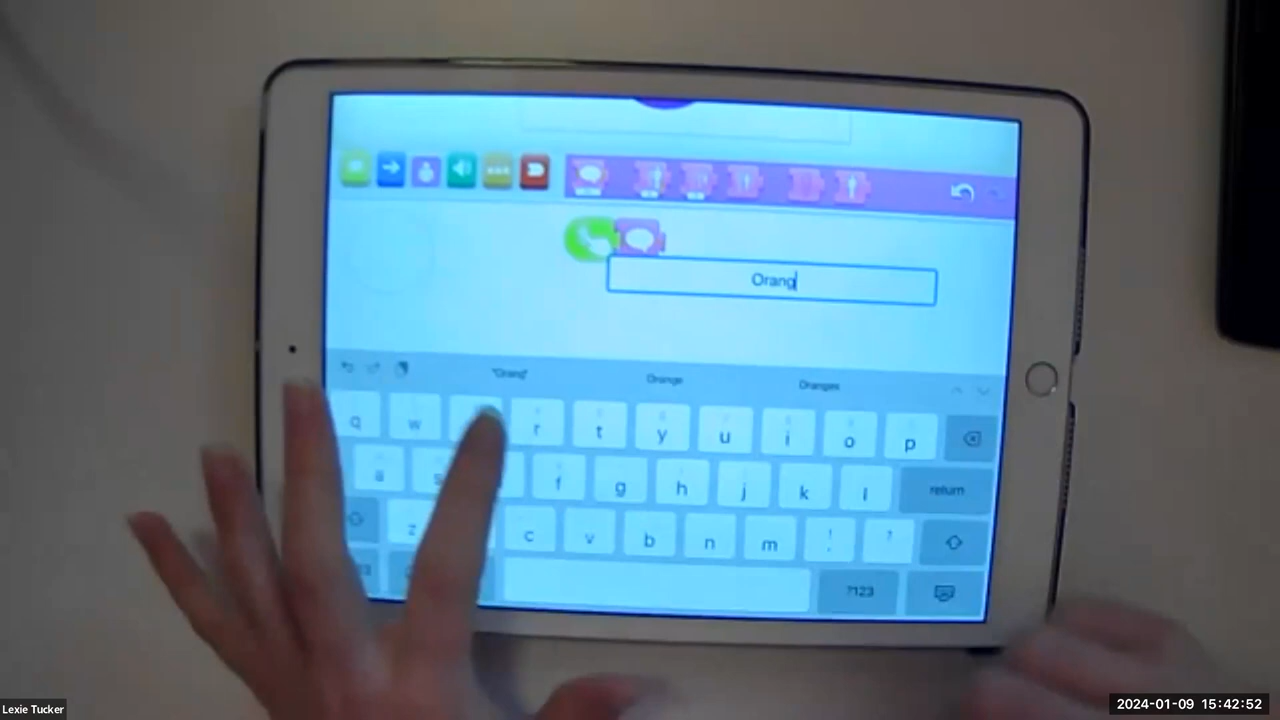 Orang
"Orang"
Orange
Oranges
q w r t y u i o p
a s f g h j k l return
z c v b n m ! ?
, .
?123
Lexie Tucker
2024-01-09 15:42:52